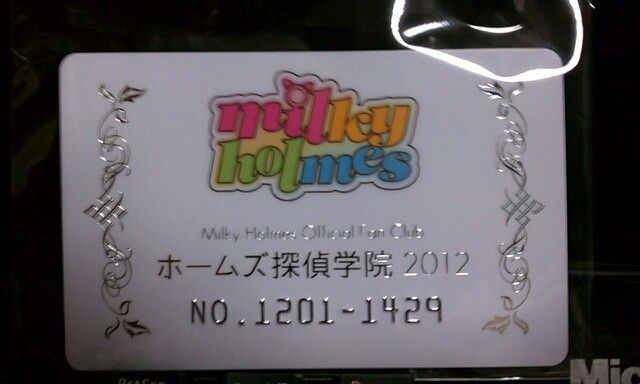 milky
holmes
Milky Holmes Official Fan Club
ホームズ探偵学院 2012
NO.1201-1429
Mic